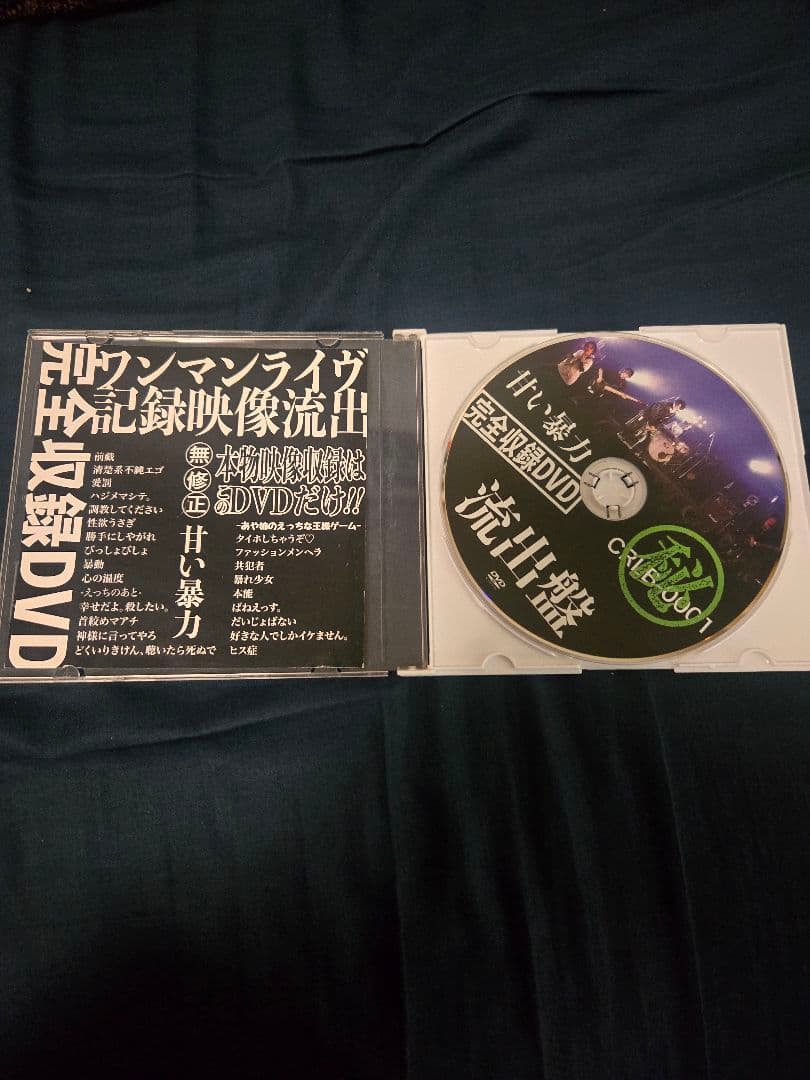 ワンマンライヴ
記録映像流出
完全収録DVD
無修正
本物映像収録は
このDVDだけ!!
甘い暴力
前戯
清楚系不純エゴ
愛罰
ハジメマシテ。
調教してください
性欲うさぎ
勝手にしやがれ
びっしょびしょ
暴動
心の温度
-えっちのあと-
幸せだよ。殺したい。
首絞めマアチ
神様に言ってやろ
どくいりきけん、聴いたら死ぬで
-あや姉のえっちな王様ゲーム-
タイホしちゃうぞ♡
ファッションメンヘラ
共犯者
暴れ少女
本能
ばねえっす。
だいじょばない
好きな人でしかイケません。
ヒス症
甘い暴力
完全収録DVD
流出盤
秘
DVD